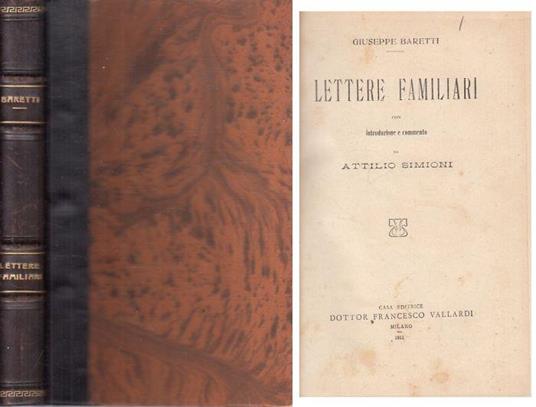 BARETTI
LETTERE
FAMILIARI
GIUSEPPE BARETTI
LETTERE FAMILIARI
CON
introduzione e commento
DI
ATTILIO SIMIONI
CASA EDITRICE
DOTTOR FRANCESCO VALLARDI
MILANO